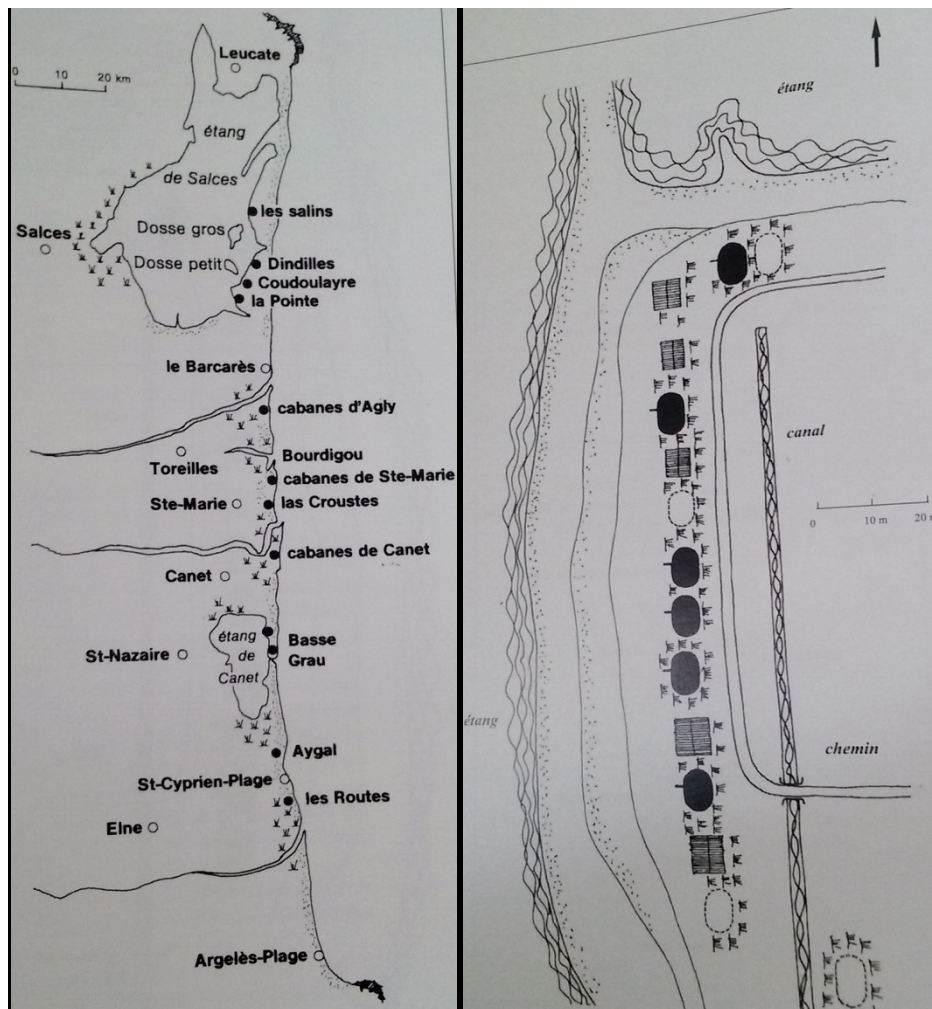 Leucate
0 10 20 km
étang
de Salces
les salins
Salces
Dosse gros
Dosse petit
Dindilles
Coudoulayre
la Pointe
le Barcarès
cabanes d'Agly
Bourdigou
Toreilles
cabanes de Ste-Marie
Ste-Marie
las Croustes
cabanes de Canet
Canet
étang
de
Canet
Basse
Grau
St-Nazaire
Aygal
St-Cyprien-Plage
les Routes
Elne
Argelès-Plage
étang
canal
0 10 m 20 m
étang
chemin